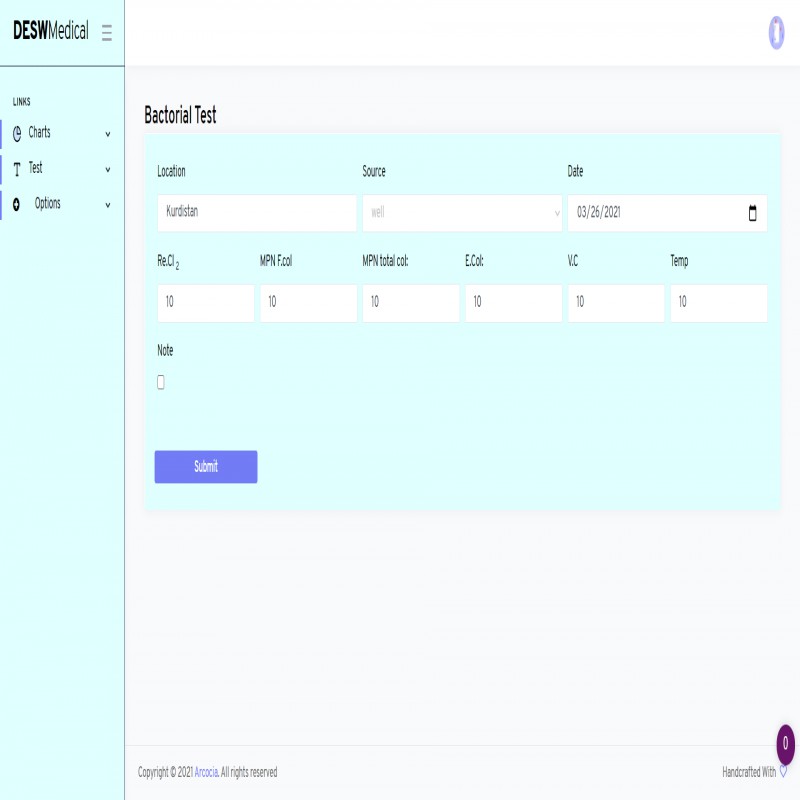 DESWMedical
LINKS
Charts
Test
Options
Bactorial Test
Location Source Date
Kurdistan well 03/26/2021
Re.Cl 2 MPN F.col MPN total col: E.Col: V.C Temp
10 10 10 10 10 10
Note
Submit
0
Copyright © 2021 Arcocia. All rights reserved Handcrafted With